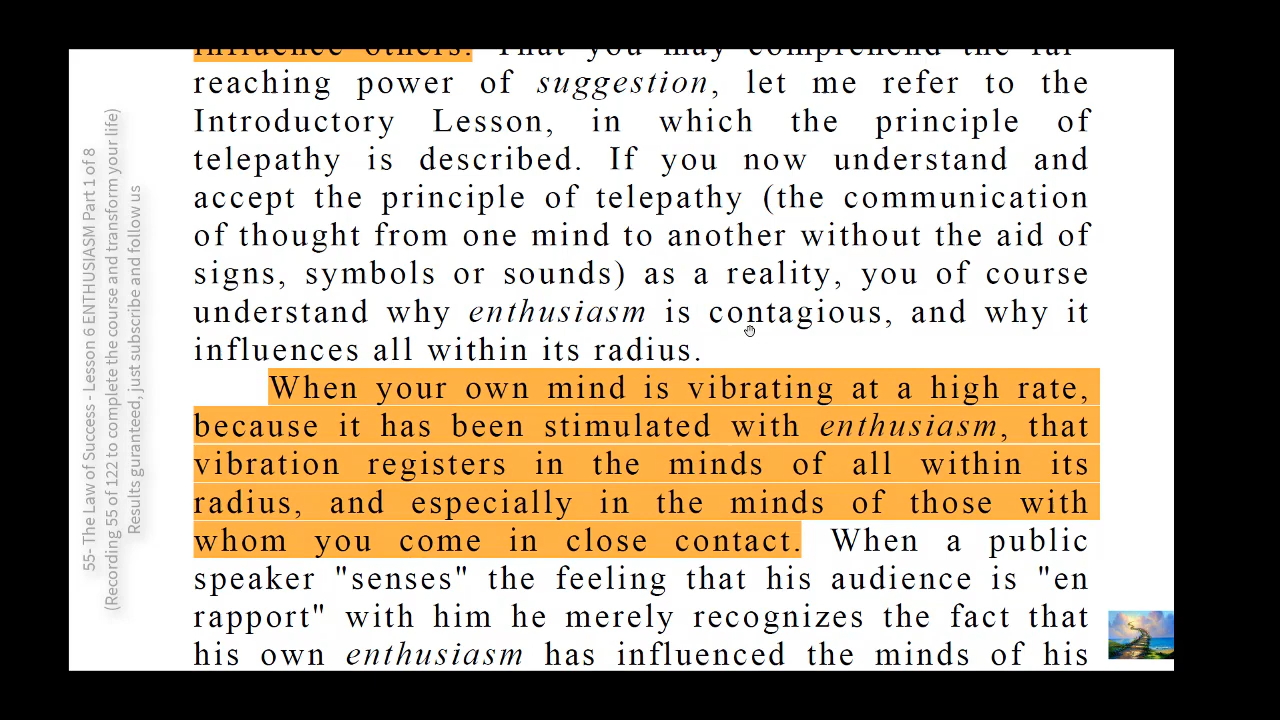 influence others. That you may comprehend the far-
reaching power of suggestion, let me refer to the
Introductory Lesson, in which the principle of
telepathy is described. If you now understand and
accept the principle of telepathy (the communication
of thought from one mind to another without the aid of
signs, symbols or sounds) as a reality, you of course
understand why enthusiasm is contagious, and why it
influences all within its radius.
When your own mind is vibrating at a high rate,
because it has been stimulated with enthusiasm, that
vibration registers in the minds of all within its
radius, and especially in the minds of those with
whom you come in close contact. When a public
speaker "senses" the feeling that his audience is "en
rapport" with him he merely recognizes the fact that
his own enthusiasm has influenced the minds of his
55- The Law of Success - Lesson 6 ENTHUSIASM Part 1 of 8
(Recording 55 of 122 to complete the course and transform your life)
Results guranteed, just subscribe and follow us